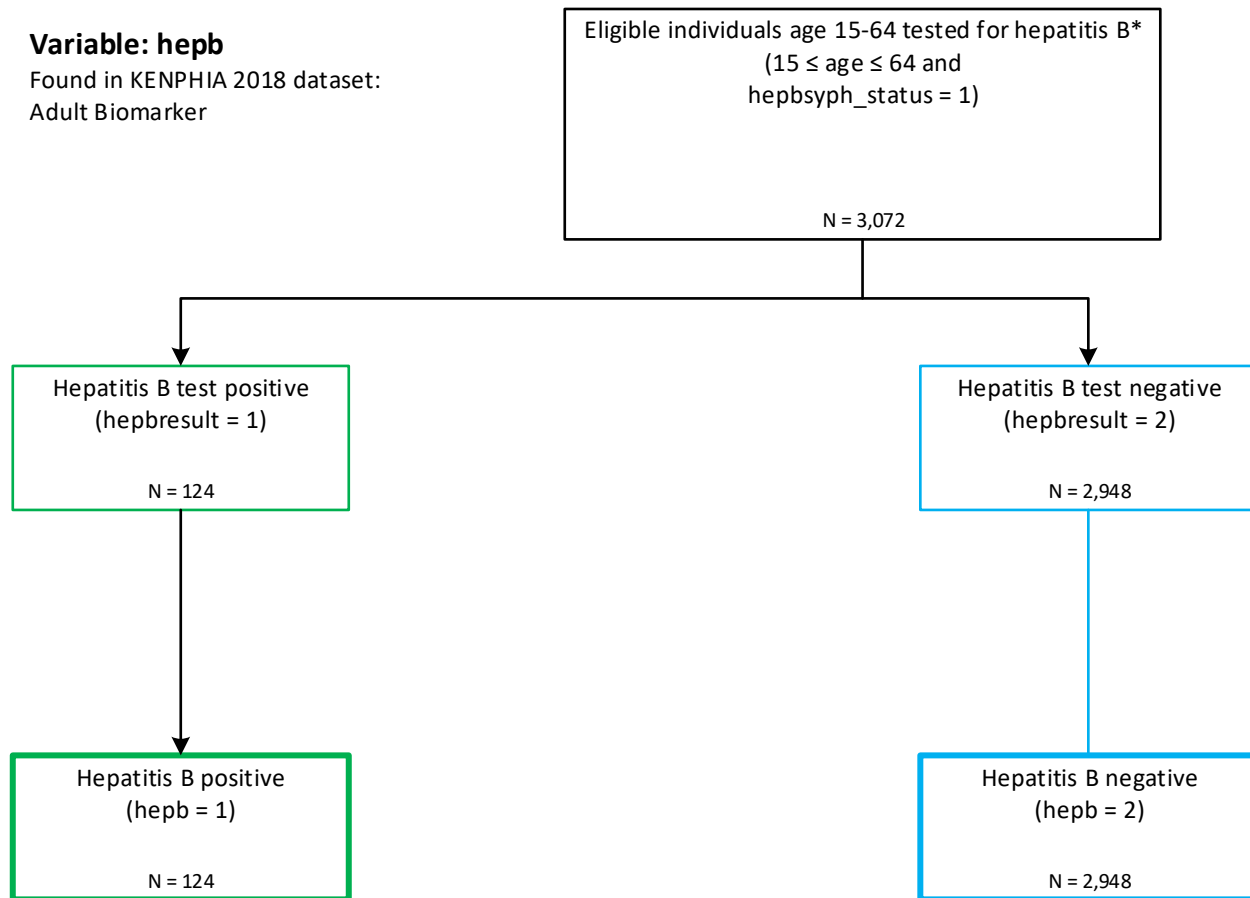 Variable: hepb
Found in KENPHIA 2018 dataset:
Adult Biomarker
Eligible individuals age 15-64 tested for hepatitis B*
(15 ≤ age ≤ 64 and
hepbsyph_status = 1)
N = 3,072
Hepatitis B test positive
(hepbresult = 1)
N = 124
Hepatitis B test negative
(hepbresult = 2)
N = 2,948
Hepatitis B positive
(hepb = 1)
N = 124
Hepatitis B negative
(hepb = 2)
N = 2,948